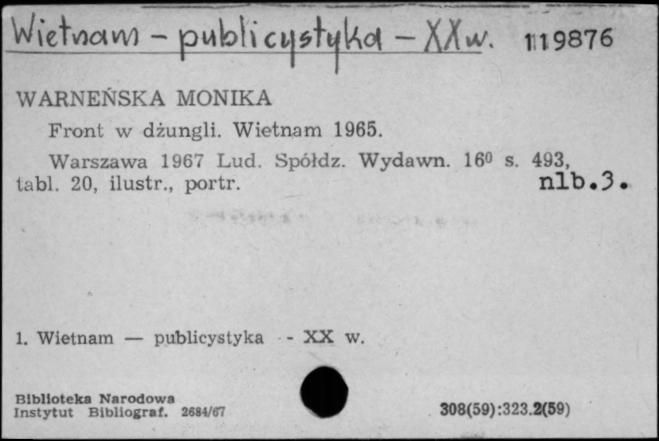 Wietnam - publicystyka - XX w. 119876
WARNEŃSKA MONIKA
Front w dżungli. Wietnam 1965.
Warszawa 1967 Lud. Spółdz. Wydawn. 16⁰ s. 493,
tabl. 20, ilustr., portr. nlb.3.
1. Wietnam — publicystyka - XX w.
Biblioteka Narodowa
Instytut Bibliograf. 2684/67 308(59):323.2(59)